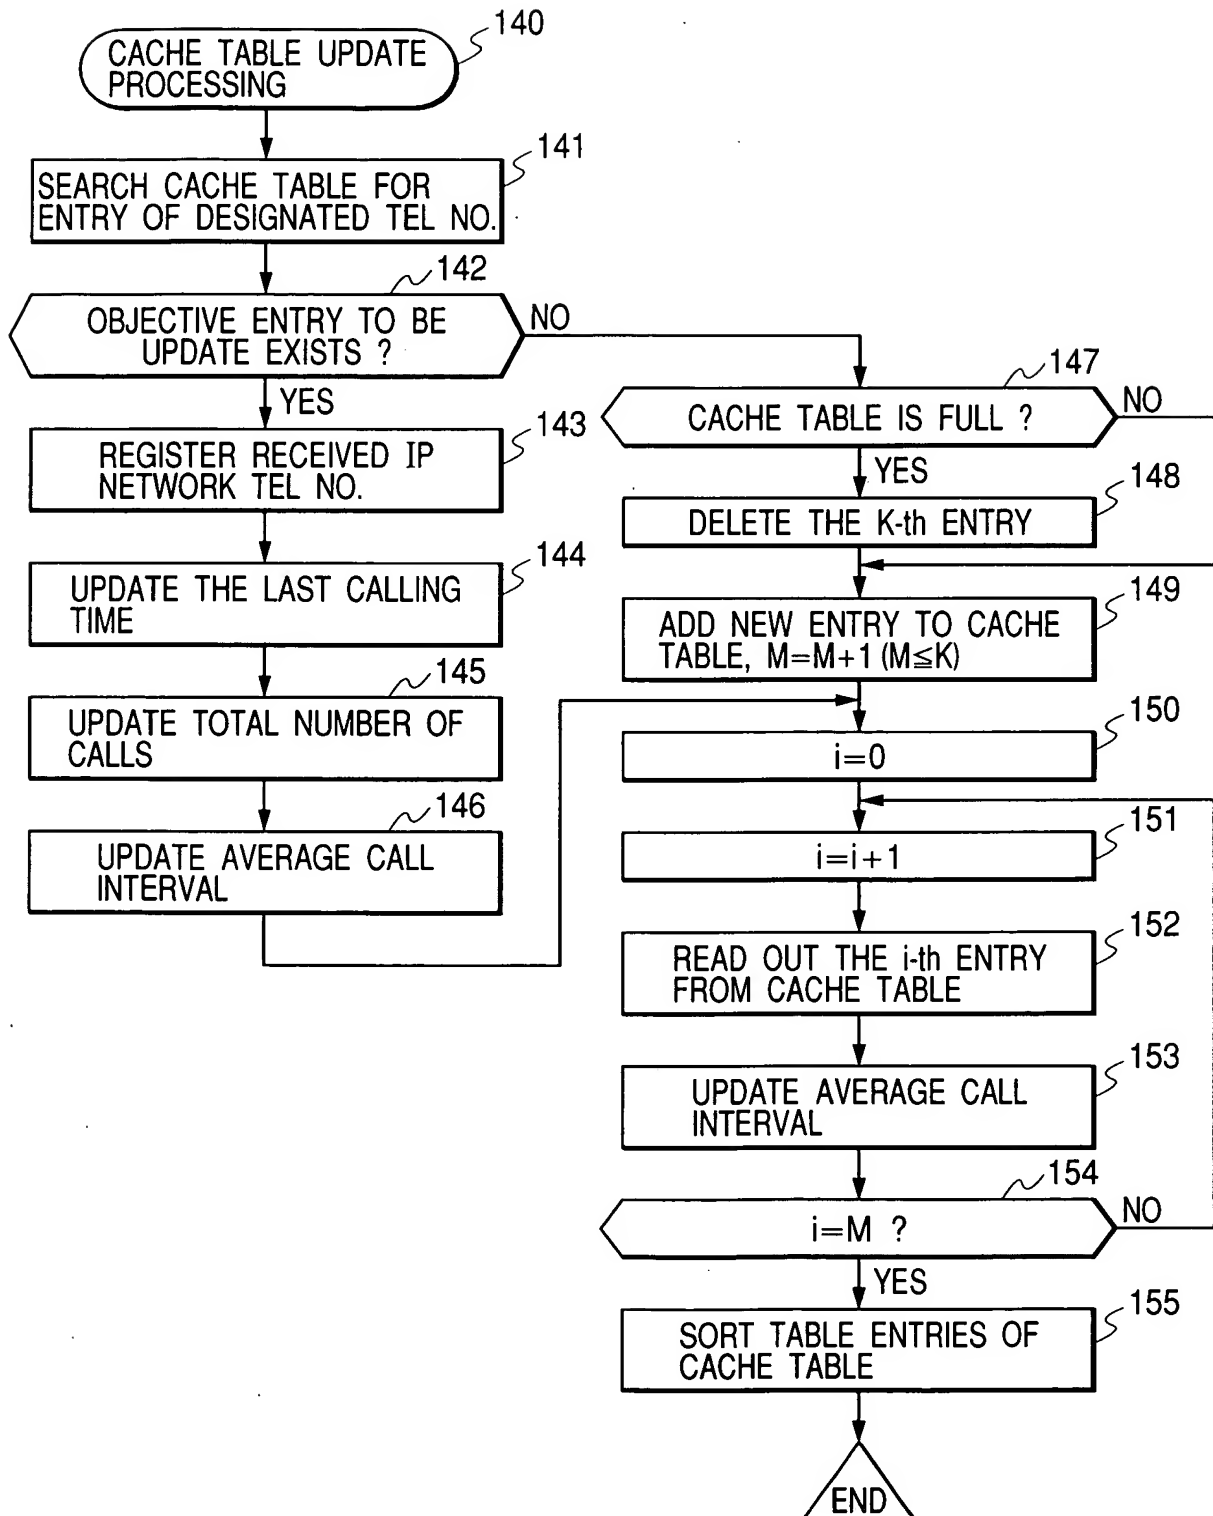 140
CACHE TABLE UPDATE
PROCESSING
141
SEARCH CACHE TABLE FOR
ENTRY OF DESIGNATED TEL NO.
142
OBJECTIVE ENTRY TO BE
UPDATE EXISTS ?
NO
YES
143
REGISTER RECEIVED IP
NETWORK TEL NO.
144
UPDATE THE LAST CALLING
TIME
145
UPDATE TOTAL NUMBER OF
CALLS
146
UPDATE AVERAGE CALL
INTERVAL
147
CACHE TABLE IS FULL ?
NO
YES
148
DELETE THE K-th ENTRY
149
ADD NEW ENTRY TO CACHE
TABLE, M=M+1 (M≦K)
150
i=0
151
i=i+1
152
READ OUT THE i-th ENTRY
FROM CACHE TABLE
153
UPDATE AVERAGE CALL
INTERVAL
154
i=M ?
NO
YES
155
SORT TABLE ENTRIES OF
CACHE TABLE
END